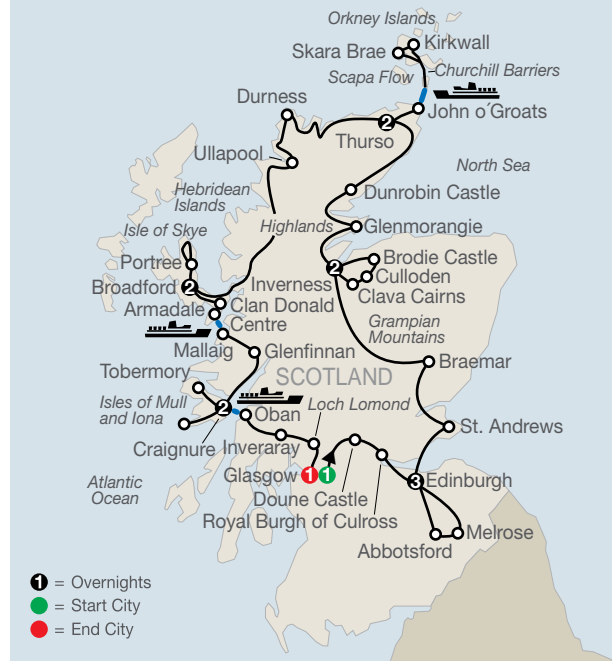 Orkney Islands
Kirkwall
Skara Brae
Scapa Flow
Churchill Barriers
Durness
John o´Groats
Thurso
2
Ullapool
North Sea
Hebridean
Islands
Dunrobin Castle
Isle of Skye
Highlands
Glenmorangie
Portree
Brodie Castle
2
Culloden
Broadford
2
Inverness
Clava Cairns
Armadale
Clan Donald
Centre
Grampian
Mountains
Mallaig
Glenfinnan
Braemar
Tobermory
SCOTLAND
Isles of Mull
and Iona
2
Oban
Loch Lomond
St. Andrews
Craignure
Inveraray
Glasgow
1
1
Edinburgh
3
Atlantic
Ocean
Doune Castle
Royal Burgh of Culross
Melrose
Abbotsford
1 = Overnights
= Start City
= End City